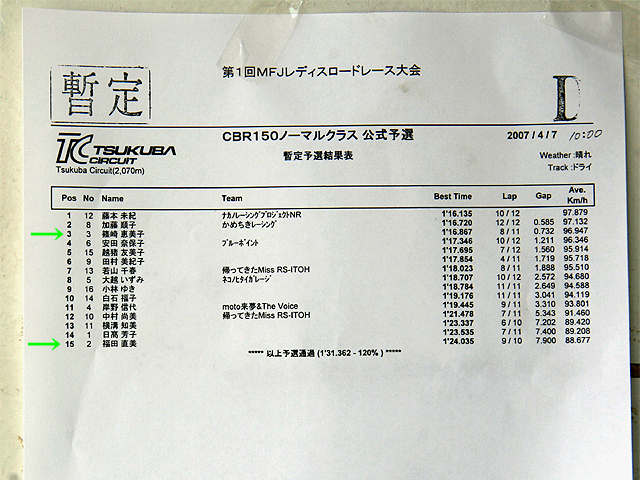 第1回MFJレディスロードレース大会
暫定
D
CBR150ノーマルクラス 公式予選
2007 / 4 / 7 10:00
TC TSUKUBA CIRCUIT
暫定予選結果表
Weather :晴れ
Tsukuba Circuit(2,070m)
Track :ドライ
Pos No Name Team Best Time Lap Gap Ave. Km/h
1 12 藤本 未紀 ナカノレーシングプロジェクトNR 1'16.135 10 / 12 97.879
2 8 加藤 順子 かめちきレーシング 1'16.720 11 / 12 0.585 97.132
3 3 篠崎 恵美子 1'16.867 8 / 11 0.732 96.947
4 6 安田 奈保子 ブルーポイント 1'17.346 10 / 12 1.211 96.346
5 15 越猪 友美子 1'17.695 7 / 12 1.560 95.914
6 9 田村 美紀子 1'17.854 4 / 11 1.719 95.718
7 13 若山 千春 帰ってきたMiss RS-ITOH 1'18.023 8 / 11 1.888 95.510
8 5 大越 いずみ ネコノヒタイガレージ 1'18.707 10 / 12 2.572 94.680
9 16 小林 ゆき 1'18.784 11 / 11 2.649 94.588
10 14 白石 福子 1'19.176 11 / 11 3.041 94.119
11 4 岸野 信代 moto来夢&The Voice 1'19.445 9 / 11 3.310 93.801
12 10 中村 尚美 帰ってきたMiss RS-ITOH 1'21.478 7 / 11 5.343 91.460
13 11 横溝 知美 1'23.337 6 / 10 7.202 89.420
14 1 日高 芳子 1'23.535 7 / 11 7.400 89.208
15 2 福田 直美 1'24.035 9 / 10 7.900 88.677
***** 以上予選通過 (1'31.362 - 120% ) *****